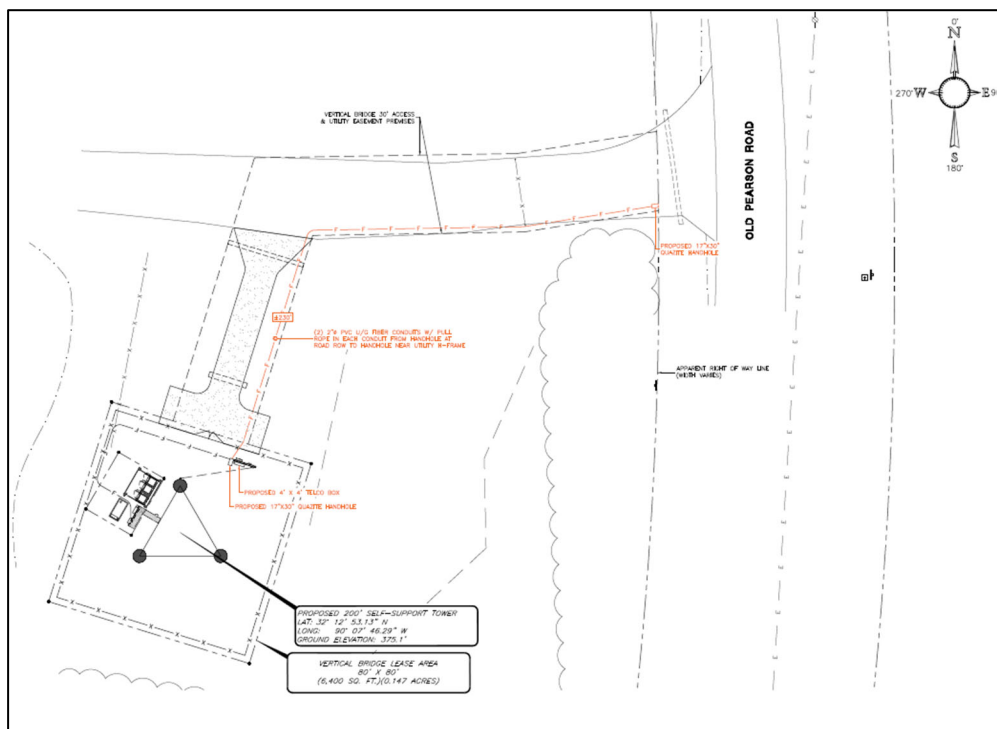 0°
N
270° W
E 90
S
180°
VERTICAL BRIDGE 30' ACCESS
& UTILITY EASEMENT PREMISES
OLD PEARSON ROAD
PROPOSED 17"X30"
QUAZITE HANDHOLE
±230'
(2) 2"ø PVC U/G FIBER CONDUITS W/ PULL
ROPE IN EACH CONDUIT FROM HANDHOLE AT
ROAD ROW TO HANDHOLE NEAR UTILITY H-FRAME
APPARENT RIGHT OF WAY LINE
(WIDTH VARIES)
PROPOSED 4' X 4' TELCO BOX
PROPOSED 17"X30" QUAZITE HANDHOLE
PROPOSED 200' SELF-SUPPORT TOWER
LAT: 32° 12' 53.13" N
LONG: 90° 07' 46.29" W
GROUND ELEVATION: 375.1'
VERTICAL BRIDGE LEASE AREA
80' X 80'
(6,400 SQ. FT.)(0.147 ACRES)